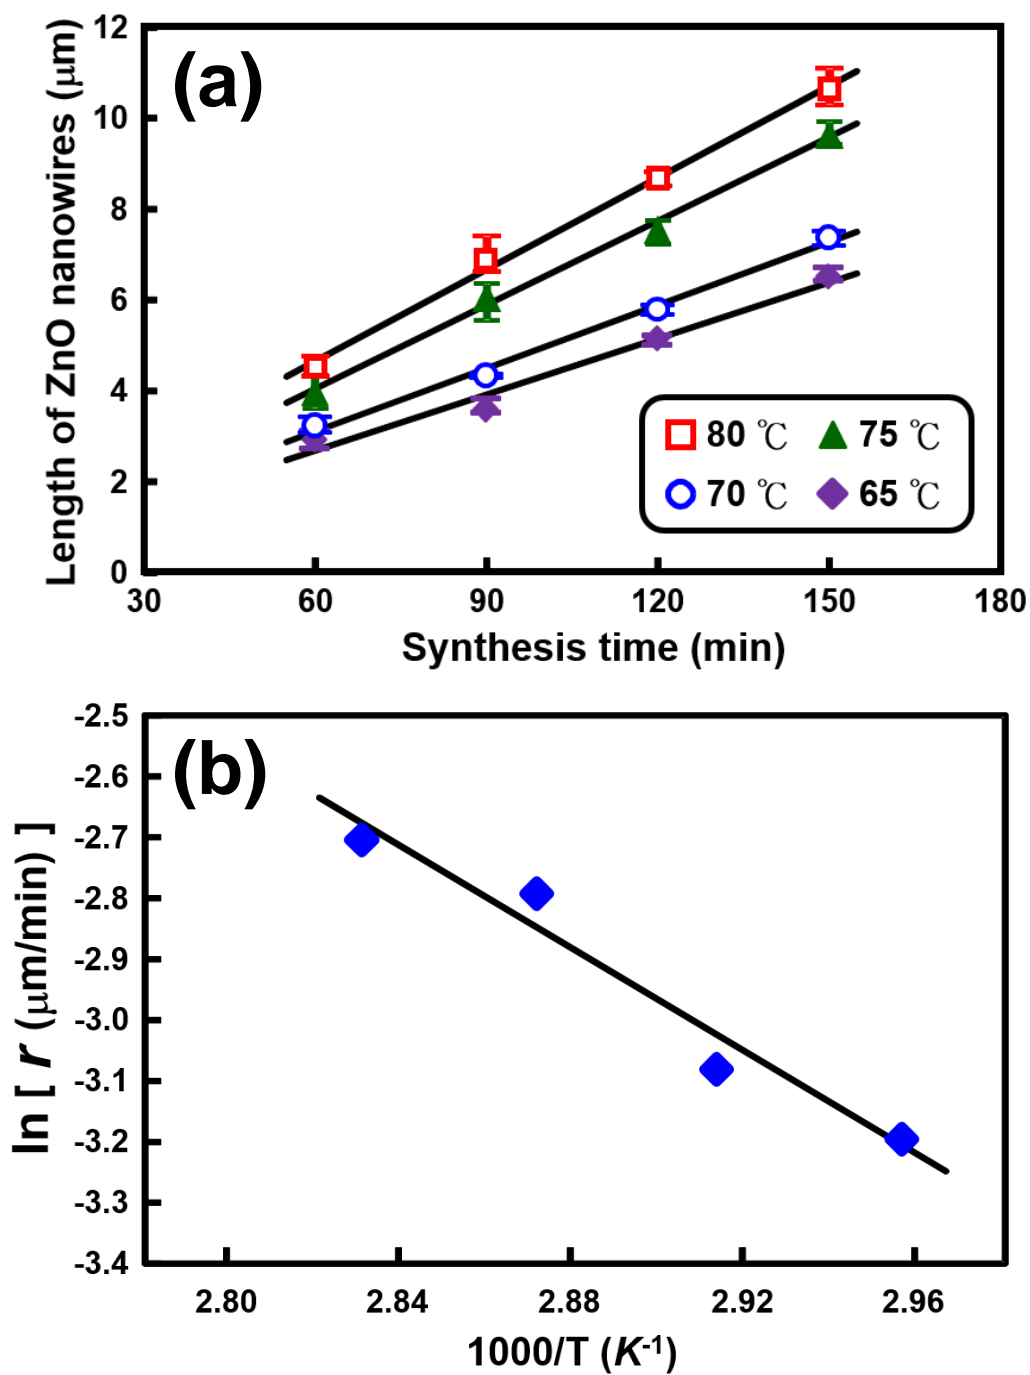 (a)
Length of ZnO nanowires (μm)
12
10
8
6
4
2
0
80 ℃
75 ℃
70 ℃
65 ℃
30 60 90 120 150 180
Synthesis time (min)
(b)
ln [ r (μm/min) ]
-2.5
-2.6
-2.7
-2.8
-2.9
-3.0
-3.1
-3.2
-3.3
-3.4
2.80 2.84 2.88 2.92 2.96
1000/T (K⁻¹)